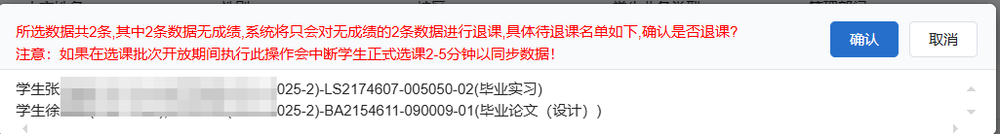 所选数据共2条,其中2条数据无成绩,系统将只会对无成绩的2条数据进行退课,具体待退课名单如下,确认是否退课?
注意：如果在选课批次开放期间执行此操作会中断学生正式选课2-5分钟以同步数据！
确认
取消
学生张 025-2)-LS2174607-005050-02(毕业实习)
学生徐 025-2)-BA2154611-090009-01(毕业论文（设计）)